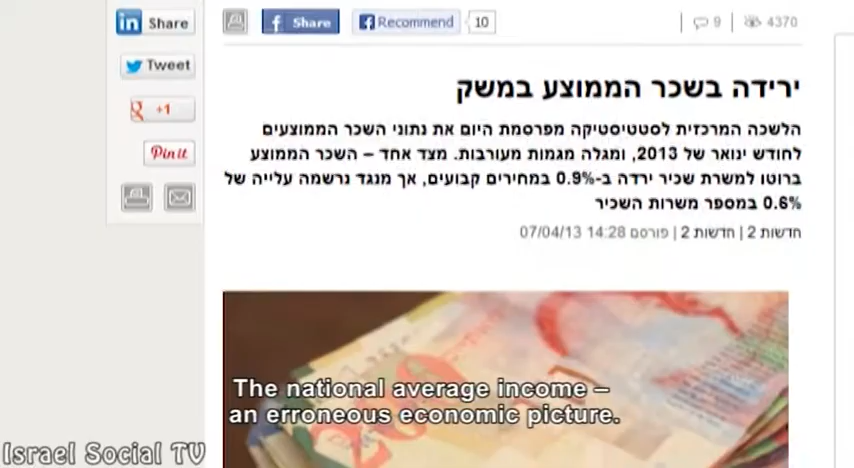 Share
Share
Recommend
10
9
4370
Tweet
+1
Pinit
ירידה בשכר הממוצע במשק
הלשכה המרכזית לסטטיסטיקה מפרסמת היום את נתוני השכר הממוצעים
לחודש ינואר של 2013, ומגלה מגמות מעורבות. מצד אחד – השכר הממוצע
ברוטו למשרת שכיר ירדה ב-0.9% במחירים קבועים, אך מנגד נרשמה עלייה של
0.6% במספר משרות השכיר
חדשות 2 | חדשות 2 | פורסם 07/04/13 14:28
The national average income –
an erroneous economic picture.
Israel Social TV